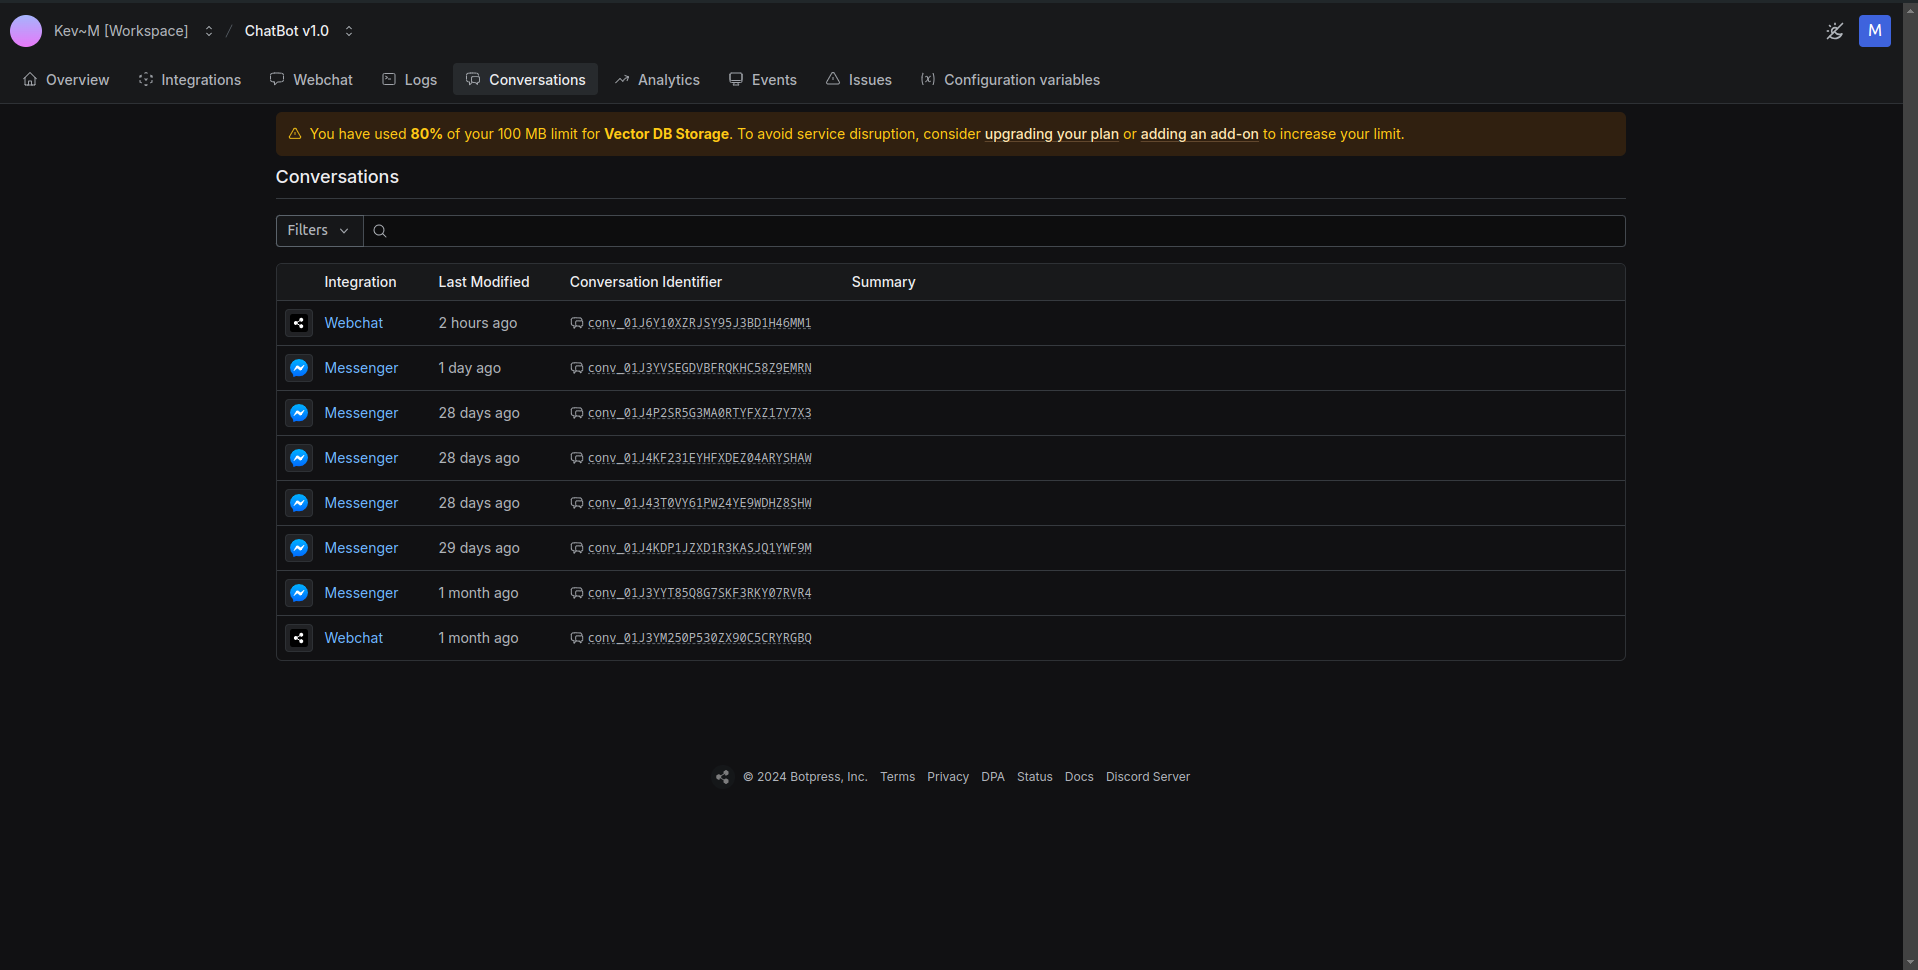 Kev~M [Workspace] / ChatBot v1.0 M
Overview Integrations Webchat Logs Conversations Analytics Events Issues Configuration variables
You have used 80% of your 100 MB limit for Vector DB Storage. To avoid service disruption, consider upgrading your plan or adding an add-on to increase your limit.
Conversations
Filters
Integration Last Modified Conversation Identifier Summary
Webchat 2 hours ago conv_01J6Y10XZRJSY95J3BD1H46MM1
Messenger 1 day ago conv_01J3YVSEGDVBFRQKHC58Z9EMRN
Messenger 28 days ago conv_01J4P2SR5G3MA0RTYFXZ17Y7X3
Messenger 28 days ago conv_01J4KF231EYHFXDEZ04ARYSHAW
Messenger 28 days ago conv_01J43T0VY61PW24YE9WDHZ8SHW
Messenger 29 days ago conv_01J4KDP1JZXD1R3KASJQ1YWF9M
Messenger 1 month ago conv_01J3YYT85Q8G7SKF3RKY07RVR4
Webchat 1 month ago conv_01J3YM250P530ZX90C5CRYRGBQ
© 2024 Botpress, Inc. Terms Privacy DPA Status Docs Discord Server